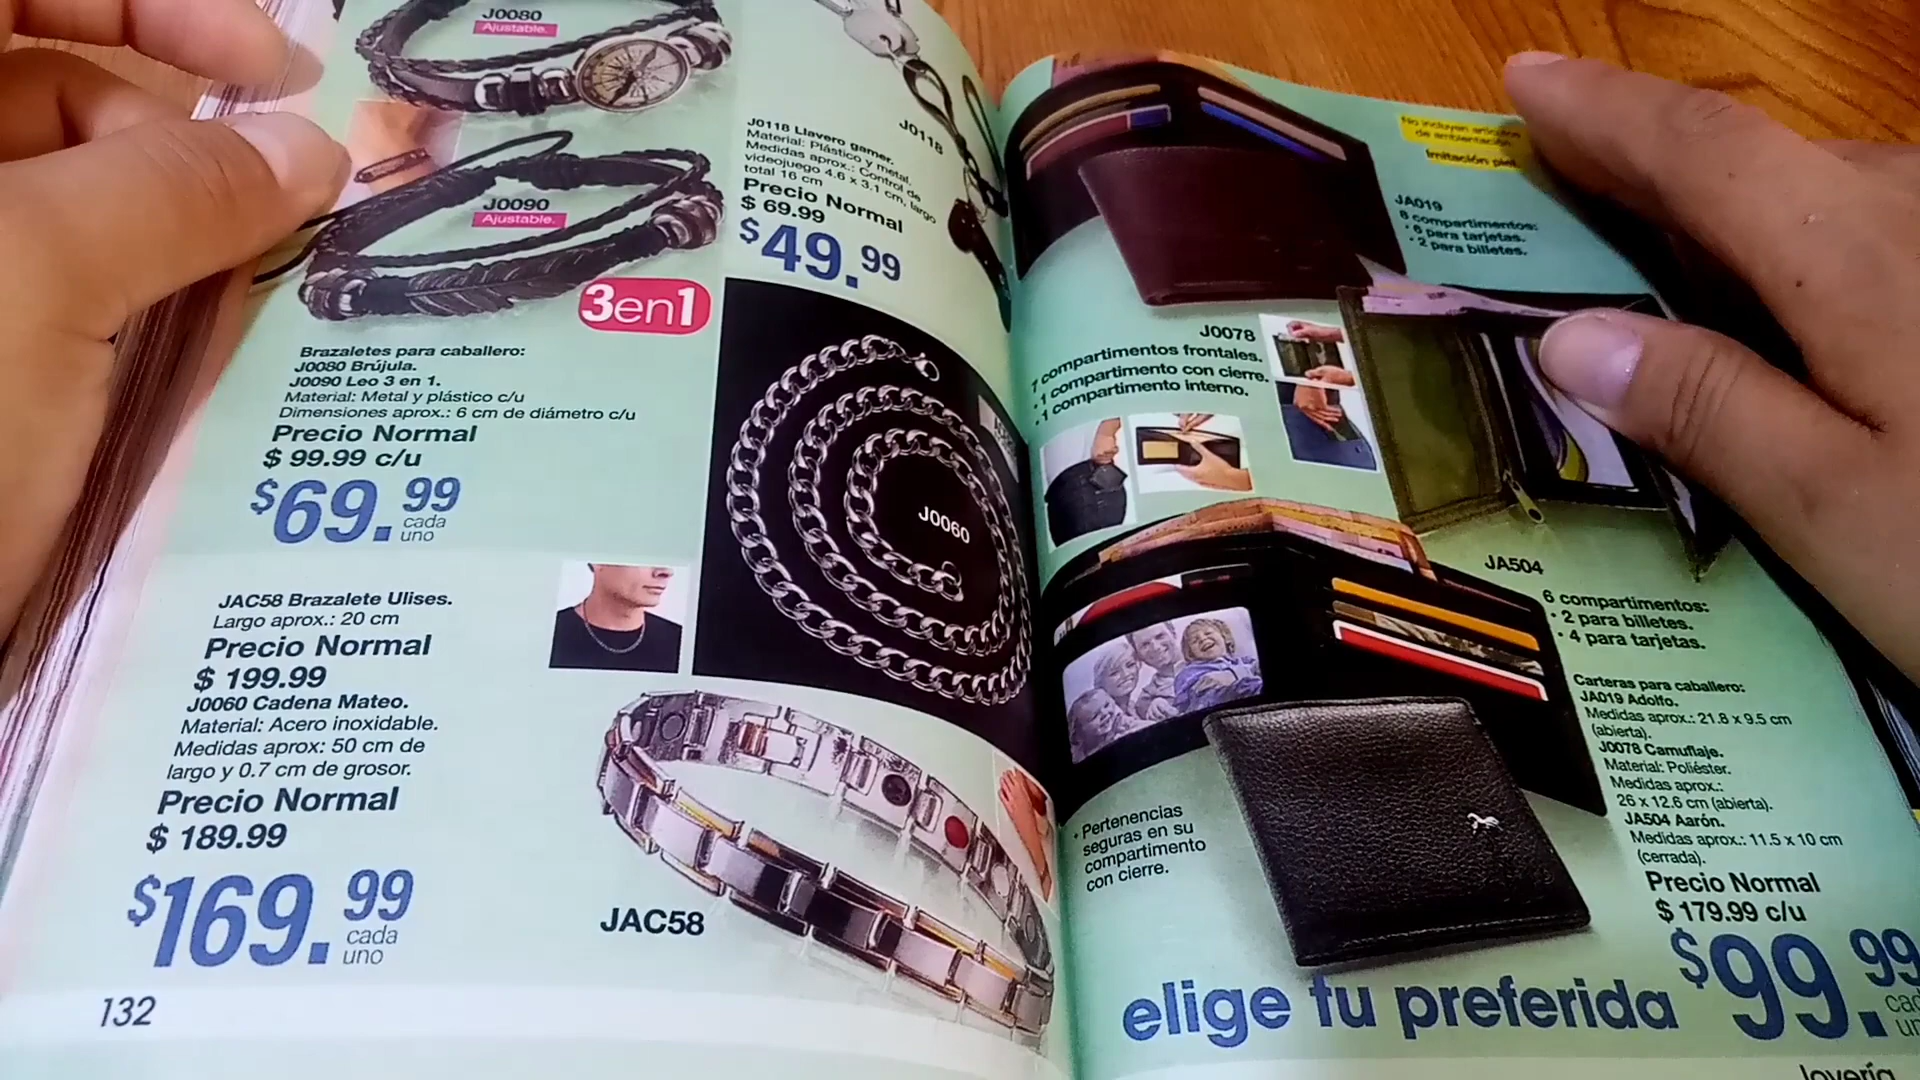 J0080
Ajustable.
J0090
Ajustable.
3en1
Brazaletes para caballero:
J0080 Brújula.
J0090 Leo 3 en 1.
Material: Metal y plástico c/u
Dimensiones aprox.: 6 cm de diámetro c/u
Precio Normal
$ 99.99 c/u
$69.99
cada
uno
J0118 Llavero gamer.
Material: Plástico y metal.
Medidas aprox.: Control de
videojuego 4.6 x 3.1 cm, largo
total 16 cm
Precio Normal
$ 69.99
$49.99
J0118
J0060
JAC58 Brazalete Ulises.
Largo aprox.: 20 cm
Precio Normal
$ 199.99
J0060 Cadena Mateo.
Material: Acero inoxidable.
Medidas aprox: 50 cm de
largo y 0.7 cm de grosor.
Precio Normal
$ 189.99
$169.99
cada
uno
JAC58
132
No incluyen artículos
de ambientación.
Imitación piel.
JA019
8 compartimentos:
• 6 para tarjetas.
• 2 para billetes.
J0078
7 compartimentos frontales.
• 1 compartimento con cierre.
• 1 compartimento interno.
JA504
6 compartimentos:
• 2 para billetes.
• 4 para tarjetas.
Carteras para caballero:
JA019 Adolfo.
Medidas aprox.: 21.8 x 9.5 cm
(abierta).
J0078 Camuflaje.
Material: Poliéster.
Medidas aprox.:
26 x 12.6 cm (abierta).
JA504 Aarón.
Medidas aprox.: 11.5 x 10 cm
(cerrada).
Precio Normal
$ 179.99 c/u
• Pertenencias
seguras en su
compartimento
con cierre.
elige tu preferida
$99.99
joyería